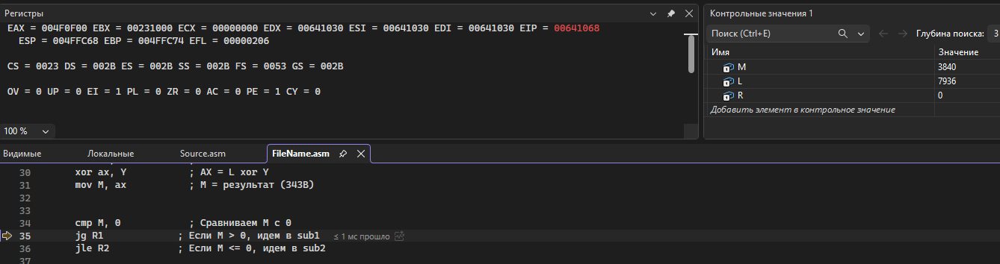 Регистры
EAX = 004F0F00 EBX = 00231000 ECX = 00000000 EDX = 00641030 ESI = 00641030 EDI = 00641030 EIP = 00641068
ESP = 004FFC68 EBP = 004FFC74 EFL = 00000206
CS = 0023 DS = 002B ES = 002B SS = 002B FS = 0053 GS = 002B
OV = 0 UP = 0 EI = 1 PL = 0 ZR = 0 AC = 0 PE = 1 CY = 0
100 %
Контрольные значения 1
Поиск (Ctrl+E) Глубина поиска: 3
Имя Значение
M 3840
L 7936
R 0
Добавить элемент в контрольное значение
Видимые Локальные Source.asm FileName.asm
30 xor ax, Y ; AX = L xor Y
31 mov M, ax ; M = результат (343B)
32
33
34 cmp M, 0 ; Сравниваем M с 0
35 jg R1 ; Если M > 0, идем в sub1 ≤ 1 мс прошло
36 jle R2 ; Если M <= 0, идем в sub2
37